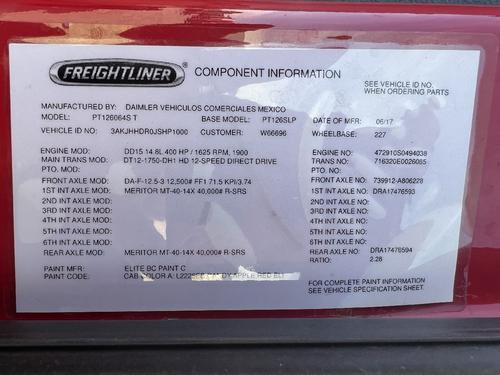 FREIGHTLINER COMPONENT INFORMATION
SEE VEHICLE ID NO.
WHEN ORDERING PARTS
MANUFACTURED BY: DAIMLER VEHICULOS COMERCIALES MEXICO
MODEL: PT126064S T BASE: PT126SLP DATE OF MFR: 06/17
VEHICLE ID NO: 3AKJHHDR0JSHP1000 CUSTOMER: W66696 WHEELBASE: 227
ENGINE MOD: DD15 14.8L 400 HP / 1625 RPM, 1900 ENGINE NO: 472910S0494038
MAIN TRANS MOD: DT12-1750-DH1 HD 12-SPEED DIRECT DRIVE TRANS NO: 716320E0026085
PTO. MOD: PTO. NO:
FRONT AXLE MOD: DA-F-12.5-3 12,500# FF1 71.5 KPI/3.74 FRONT AXLE NO: 739912-A806228
1ST INT AXLE MOD: MERITOR MT-40-14X 40,000# R-SRS 1ST INT AXLE NO: DRA17476593
2ND INT AXLE MOD: 2ND INT AXLE NO:
3RD INT AXLE MOD: 3RD INT AXLE NO:
4TH INT AXLE MOD: 4TH INT AXLE NO:
5TH INT AXLE MOD: 5TH INT AXLE NO:
6TH INT AXLE MOD: 6TH INT AXLE NO:
REAR AXLE MOD: MERITOR MT-40-14X 40,000# R-SRS REAR AXLE NO: DRA17476594
RATIO: 2.28
PAINT MFR: ELITE BC PAINT C
PAINT CODE: CAB COLOR A: APPLE RED ELI
FOR COMPLETE PAINT INFORMATION
SEE VEHICLE SPECIFICATION SHEET.